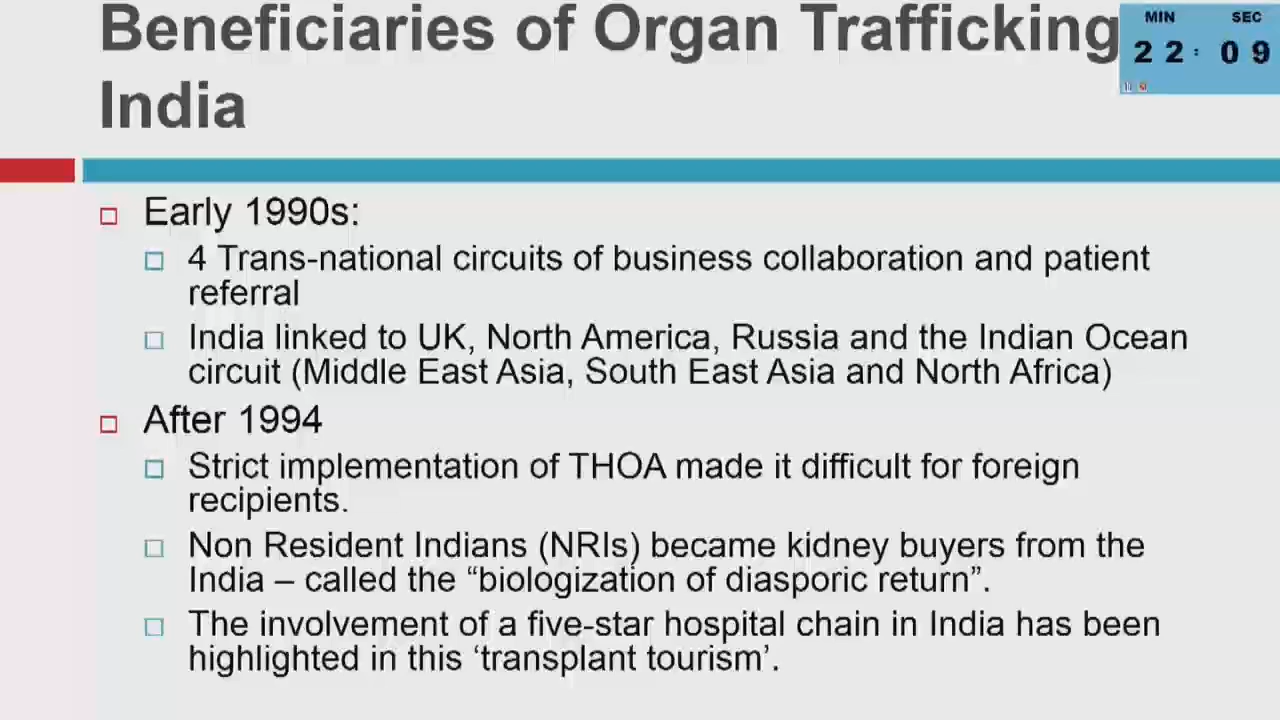 Beneficiaries of Organ Trafficking
India
MIN SEC
22:09
Early 1990s:
4 Trans-national circuits of business collaboration and patient
referral
India linked to UK, North America, Russia and the Indian Ocean
circuit (Middle East Asia, South East Asia and North Africa)
After 1994
Strict implementation of THOA made it difficult for foreign
recipients.
Non Resident Indians (NRIs) became kidney buyers from the
India – called the “biologization of diasporic return”.
The involvement of a five-star hospital chain in India has been
highlighted in this ‘transplant tourism’.